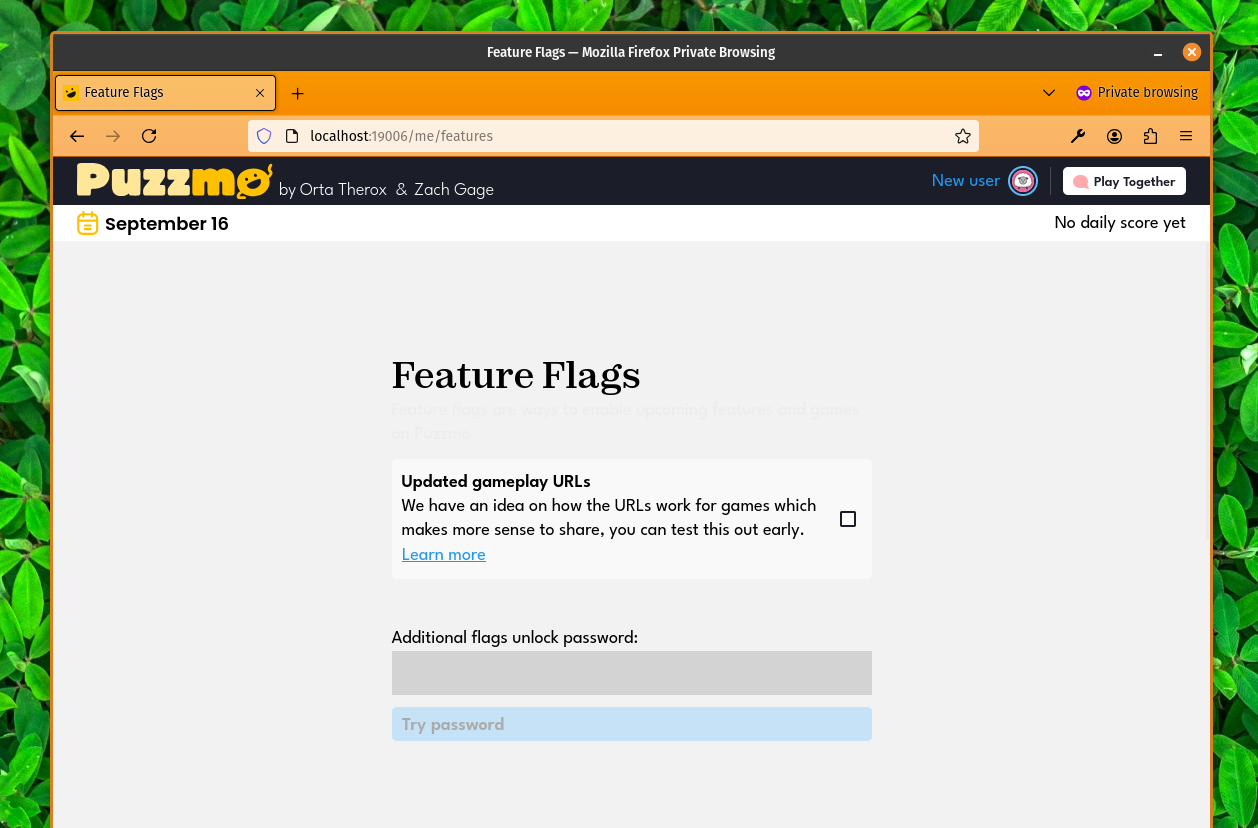 Feature Flags — Mozilla Firefox Private Browsing
Feature Flags
Private browsing
localhost:19006/me/features
Puzzmo by Orta Therox & Zach Gage
New user
Play Together
September 16
No daily score yet
Feature Flags
Feature flags are ways to enable upcoming features and games
on Puzzmo
Updated gameplay URLs
We have an idea on how the URLs work for games which
makes more sense to share, you can test this out early.
Learn more
Additional flags unlock password:
Try password